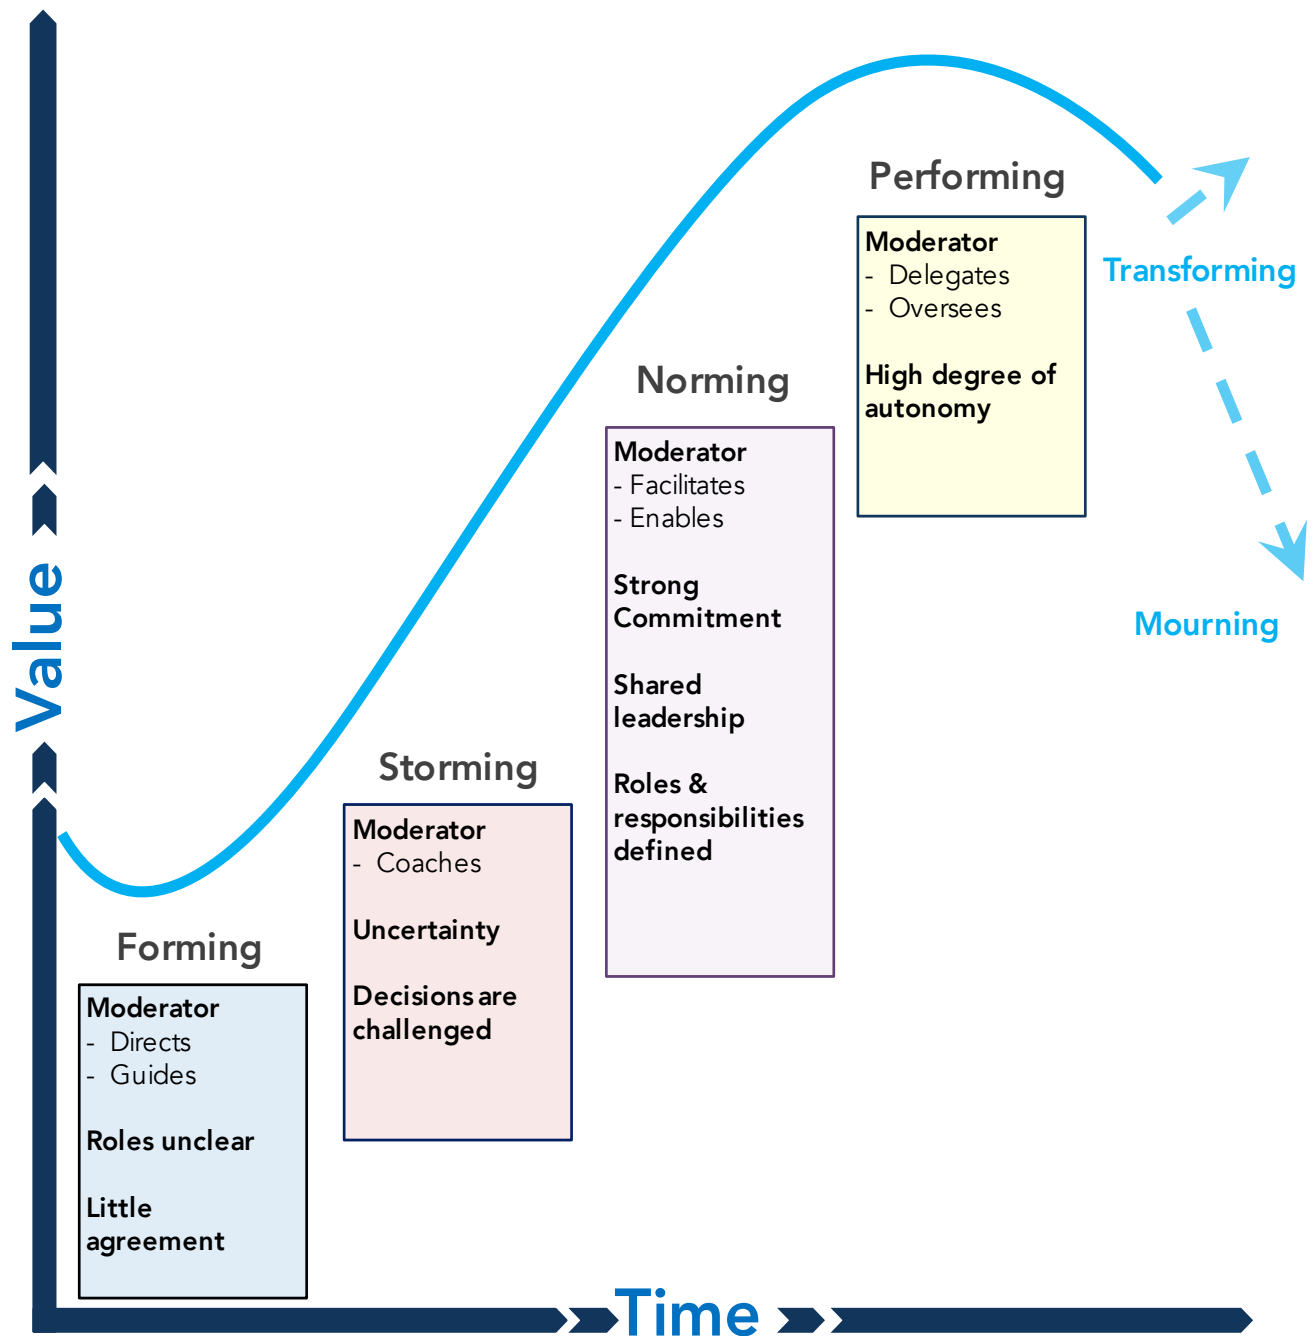 Performing
Moderator
- Delegates
- Oversees
High degree of
autonomy
Transforming
Mourning
Norming
Moderator
- Facilitates
- Enables
Strong
Commitment
Shared
leadership
Roles &
responsibilities
defined
Storming
Moderator
- Coaches
Uncertainty
Decisions are
challenged
Forming
Moderator
- Directs
- Guides
Roles unclear
Little
agreement
Value
Time